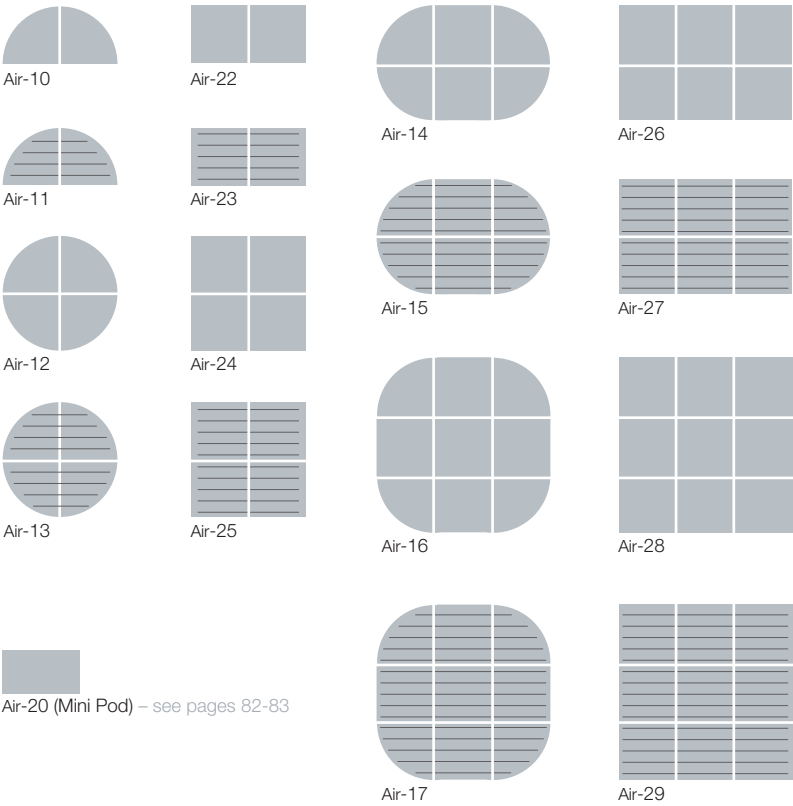 Air-10
Air-22
Air-14
Air-26
Air-11
Air-23
Air-15
Air-27
Air-12
Air-24
Air-13
Air-25
Air-16
Air-28
Air-20 (Mini Pod) – see pages 82-83
Air-17
Air-29